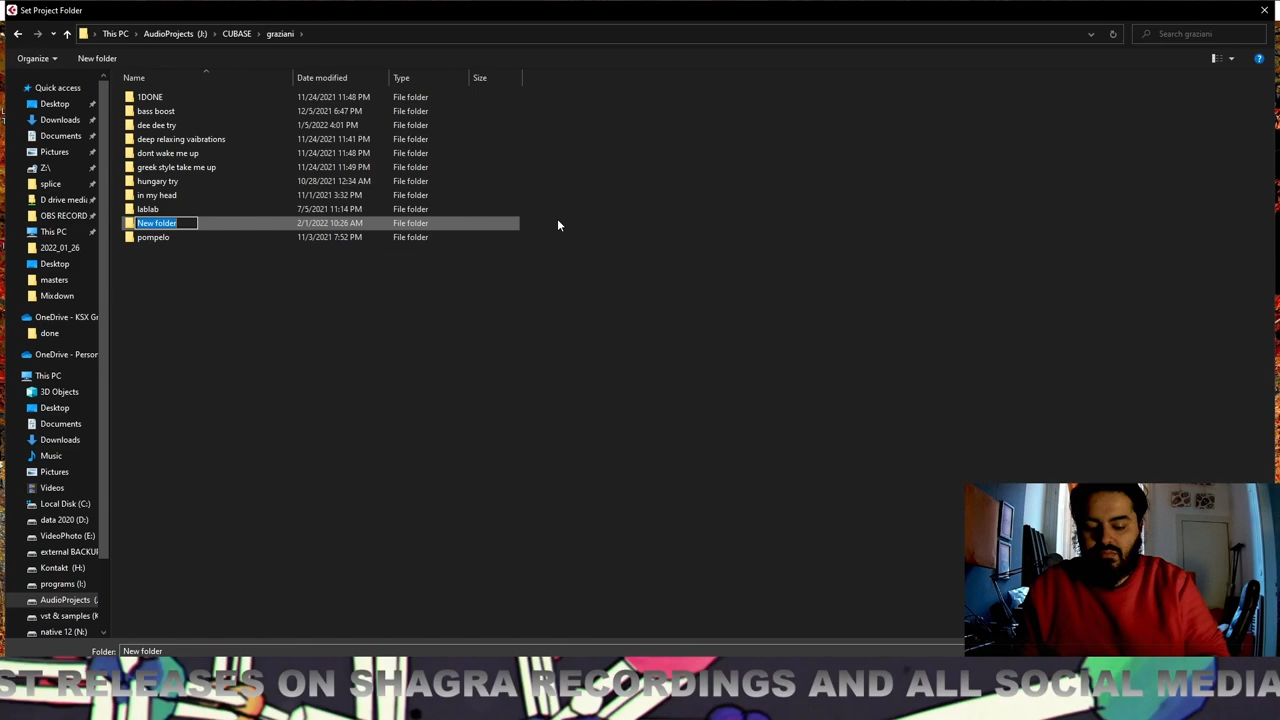 Set Project Folder
This PC > AudioProjects (J:) > CUBASE > graziani >
Search graziani
Organize
New folder
Name
Date modified
Type
Size
Quick access
Desktop
Downloads
Documents
Pictures
Z:\
splice
D drive media
OBS RECORD
This PC
2022_01_26
Desktop
masters
Mixdown
OneDrive - KSX Gr
done
OneDrive - Person
This PC
3D Objects
Desktop
Documents
Downloads
Music
Pictures
Videos
Local Disk (C:)
data 2020 (D:)
VideoPhoto (E:)
external BACKUP
Kontakt (H:)
programs (I:)
AudioProjects (J
vst & samples (K
native 12 (N:)
1DONE 11/24/2021 11:48 PM File folder
bass boost 12/5/2021 6:47 PM File folder
dee dee try 1/5/2022 4:01 PM File folder
deep relaxing vaibrations 11/24/2021 11:41 PM File folder
dont wake me up 11/24/2021 11:48 PM File folder
greek style take me up 11/24/2021 11:49 PM File folder
hungary try 10/28/2021 12:34 AM File folder
in my head 11/1/2021 3:32 PM File folder
lablab 7/5/2021 11:14 PM File folder
New folder 2/1/2022 10:26 AM File folder
pompelo 11/3/2021 7:52 PM File folder
Folder: New folder
ST RELEASES ON SHAGRA RECORDINGS AND ALL SOCIAL MEDIA